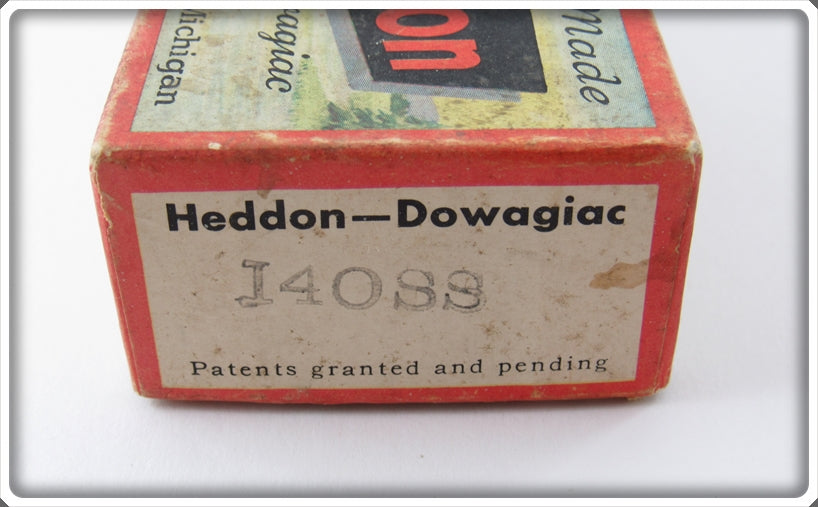 Made
on
agiac
Michigan
Heddon—Dowagiac
140SS
Patents granted and pending